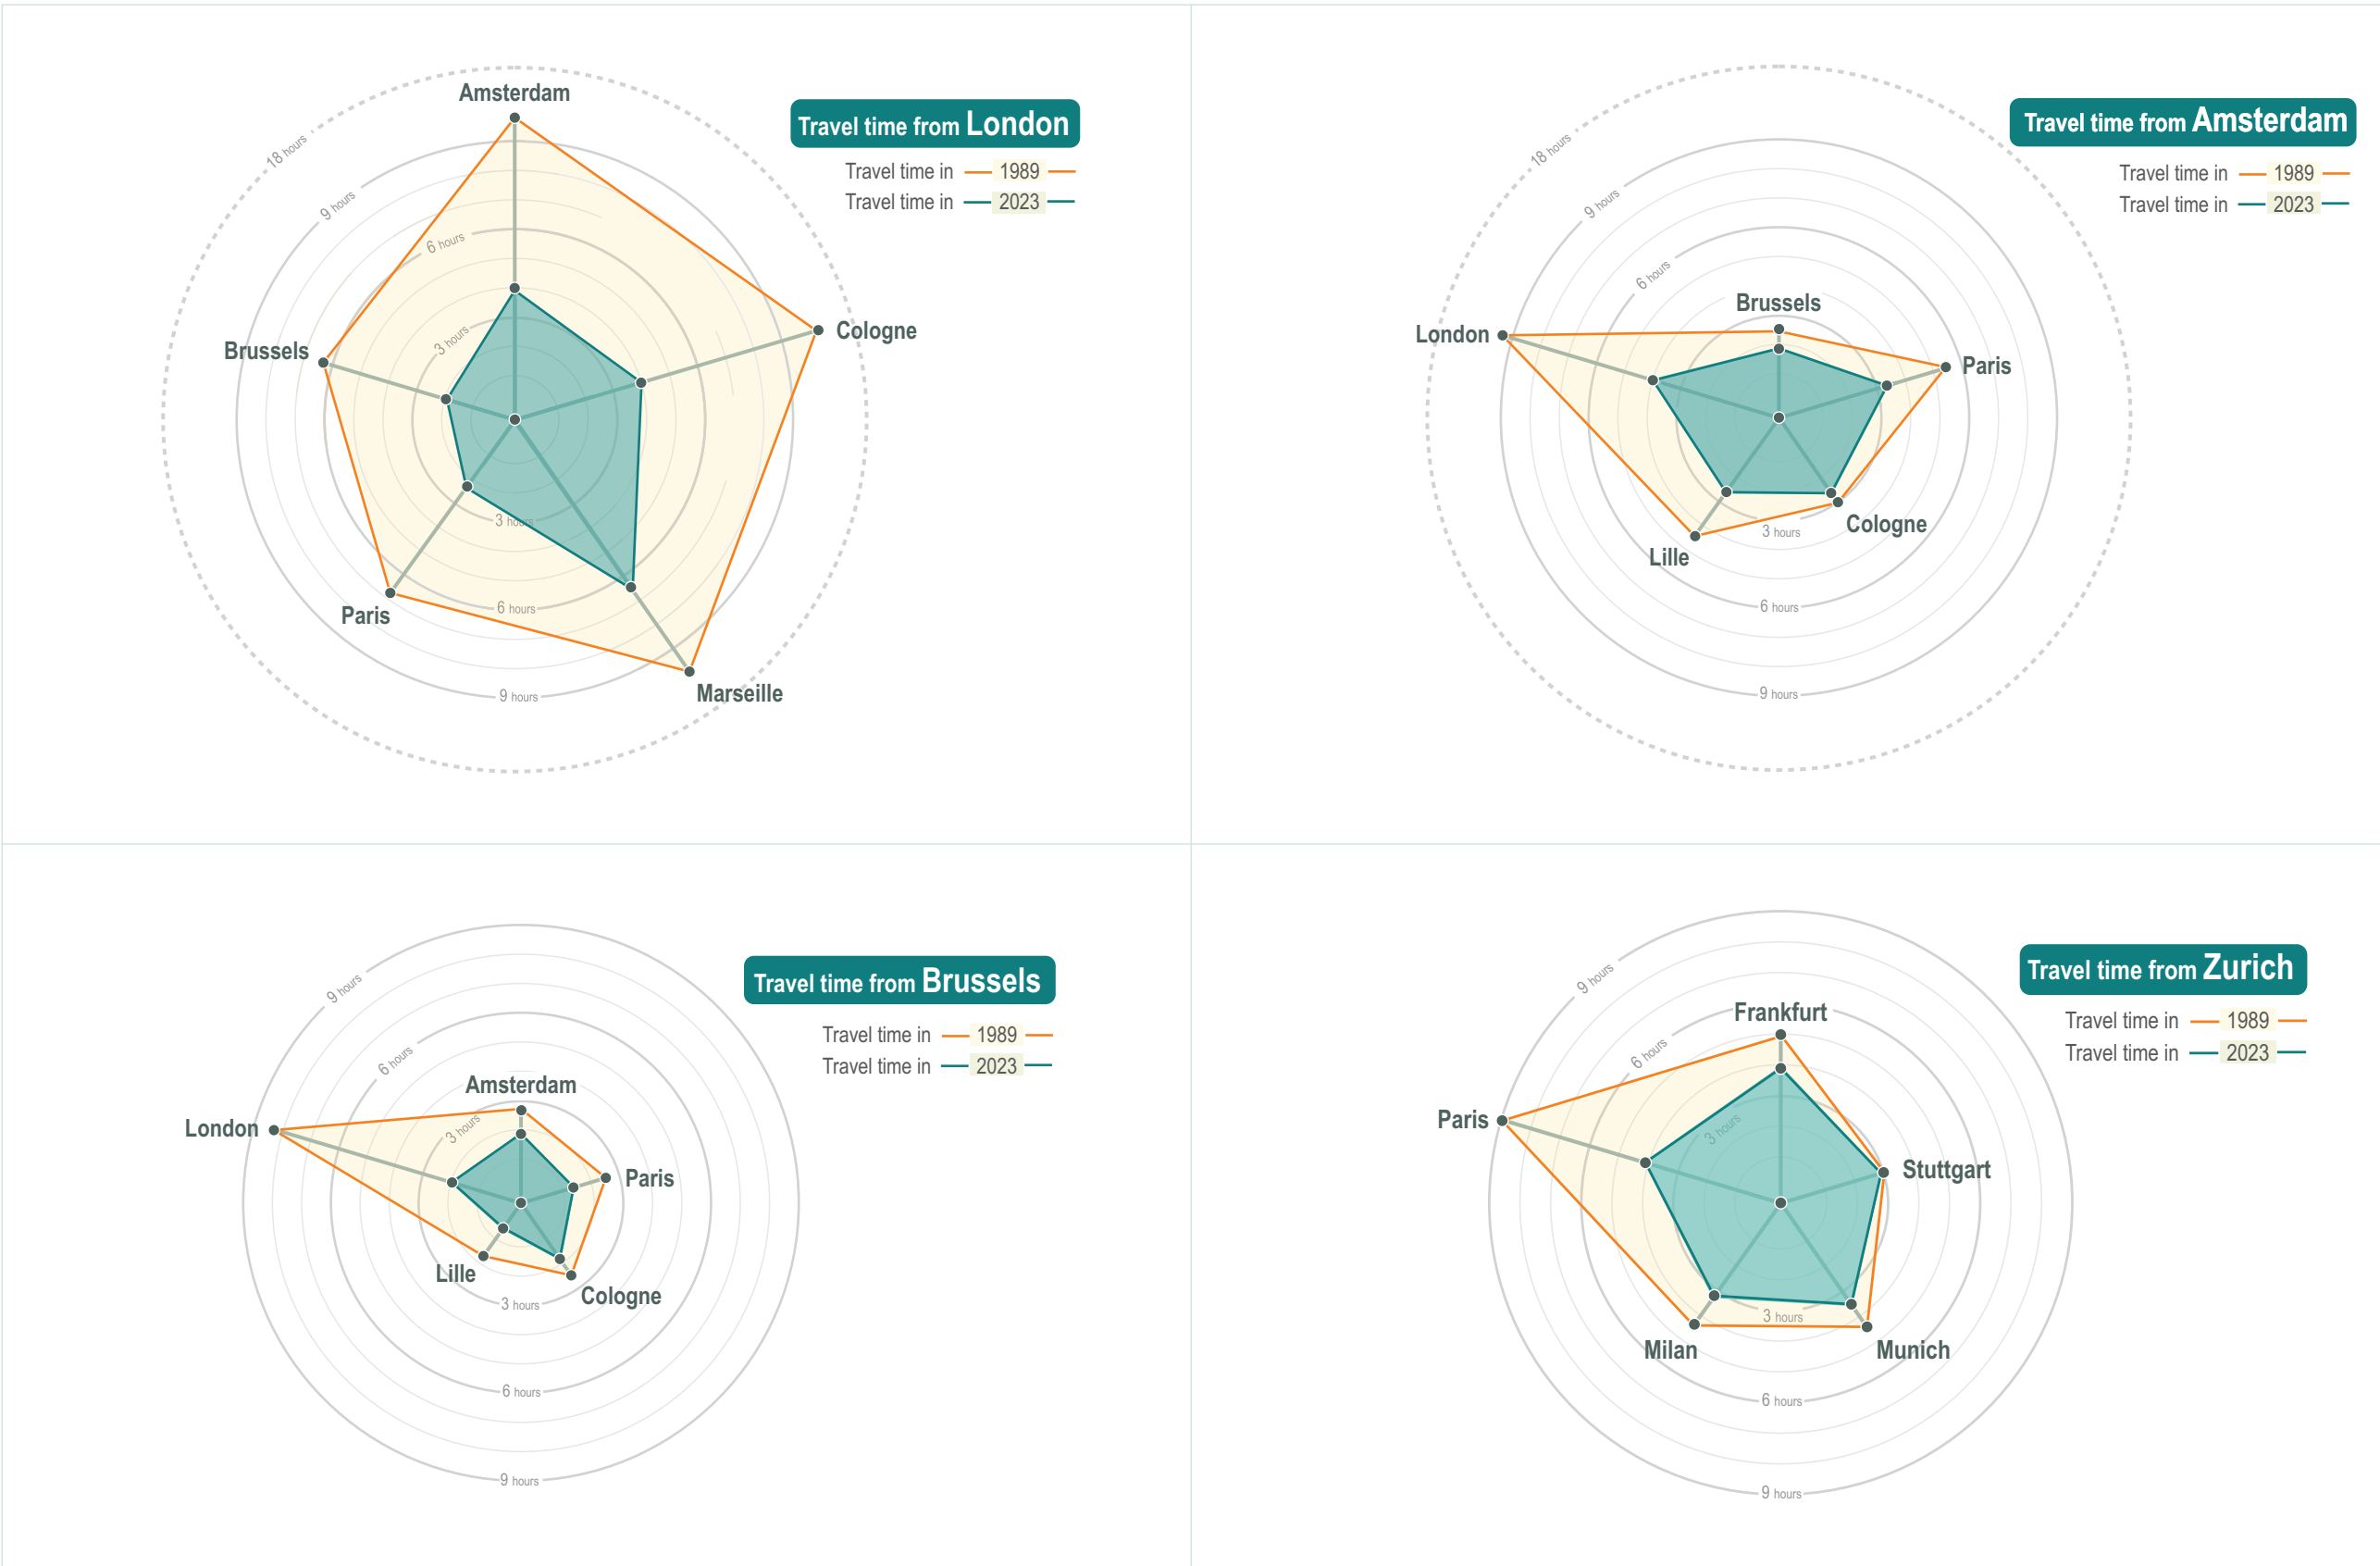 Amsterdam
Travel time from London
18 hours
Travel time in 1989
Travel time in 2023
9 hours
6 hours
Cologne
3 hours
Brussels
3 hours
6 hours
Paris
Marseille
9 hours
Travel time from Amsterdam
18 hours
Travel time in 1989
Travel time in 2023
9 hours
6 hours
Brussels
London
Paris
Cologne
3 hours
Lille
6 hours
9 hours
Travel time from Brussels
9 hours
Travel time in 1989
6 hours
Travel time in 2023
Amsterdam
3 hours
London
Paris
Lille
Cologne
3 hours
6 hours
9 hours
Travel time from Zurich
9 hours
Frankfurt
Travel time in 1989
6 hours
Travel time in 2023
Paris
3 hours
Stuttgart
3 hours
Milan
Munich
6 hours
9 hours